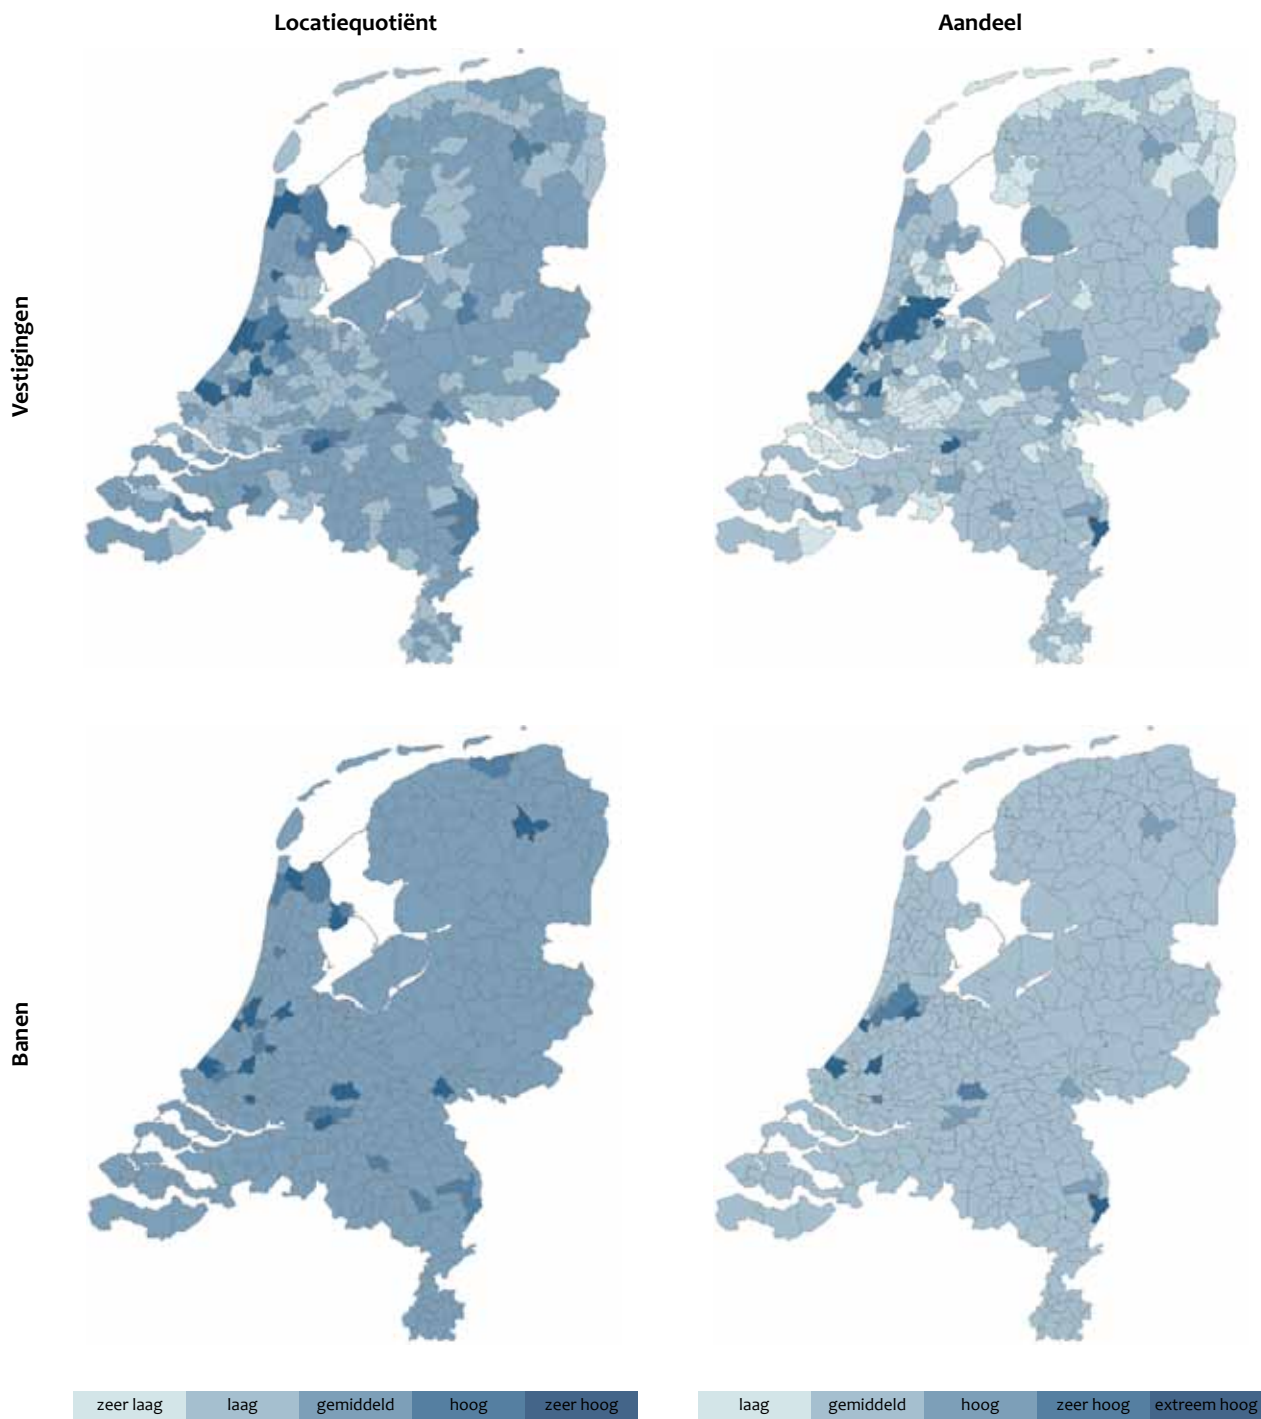 Locatiequotiënt Aandeel
Vestigingen
Banen
zeer laag laag gemiddeld hoog zeer hoog laag gemiddeld hoog zeer hoog extreem hoog